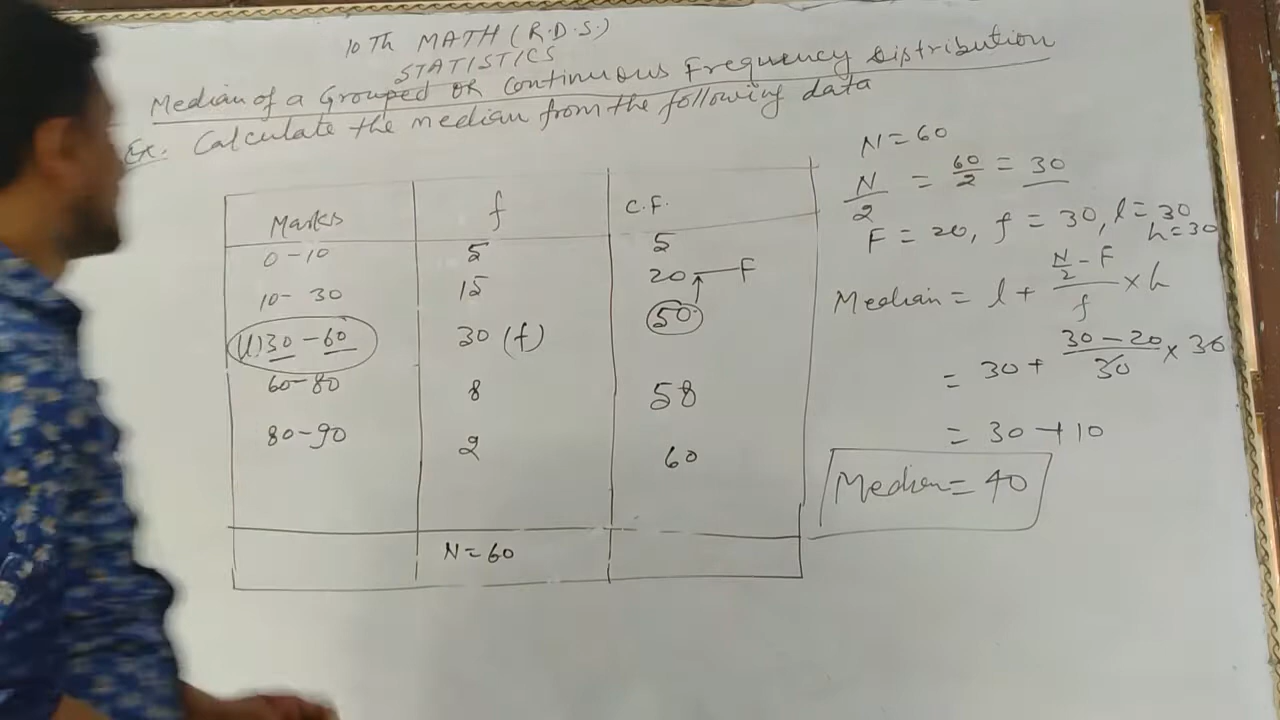 10 Th MATH (R.D.S.)
STATISTICS
Median of a Grouped or Continuous Frequency Distribution
Ex. Calculate the median from the following data
Marks f C.F.
0-10 5 5
10-30 15 20 F
(l) 30-60 30 (f) 50
60-80 8 58
80-90 2 60
N=60
N=60
N/2 = 60/2 = 30
F = 20, f = 30, l = 30
h=30
Median = l + (N/2 - F)/f × h
= 30 + (30-20)/30 × 30
= 30 + 10
Median = 40